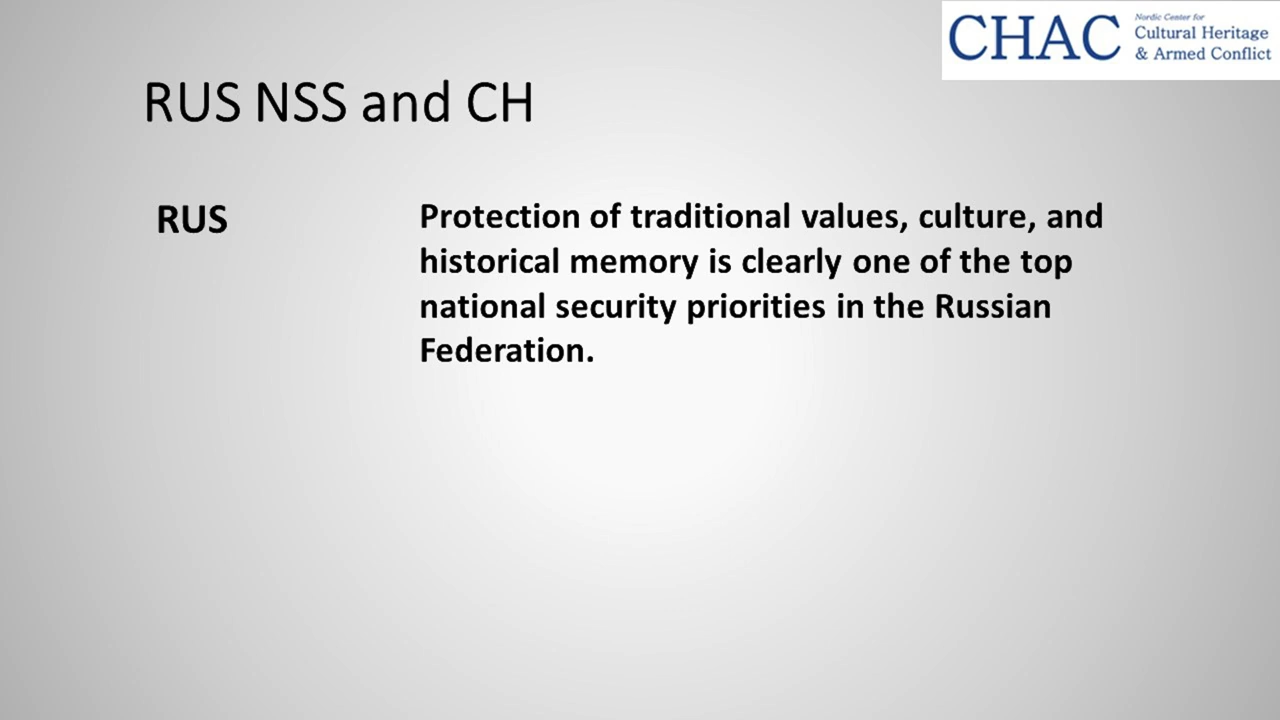 CHAC
Nordic Center for
Cultural Heritage
& Armed Conflict
RUS NSS and CH
RUS
Protection of traditional values, culture, and
historical memory is clearly one of the top
national security priorities in the Russian
Federation.